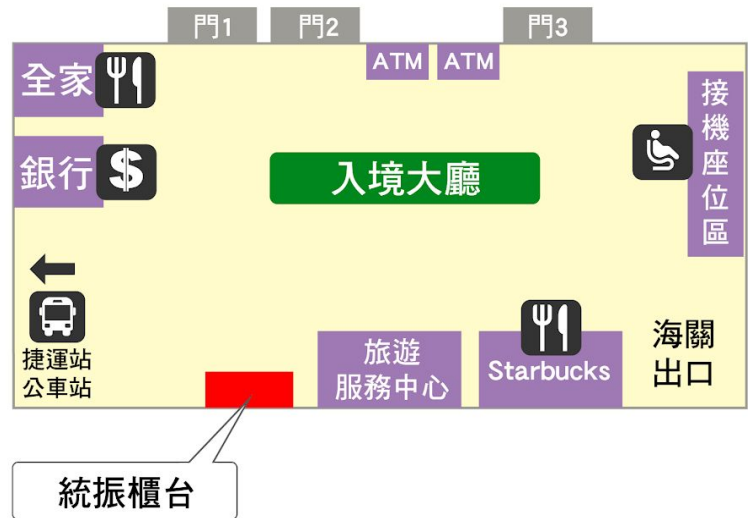 門1
門2
門3
ATM
ATM
全家
銀行
入境大廳
接機座位區
捷運站
公車站
旅遊
服務中心
Starbucks
海關
出口
統振櫃台